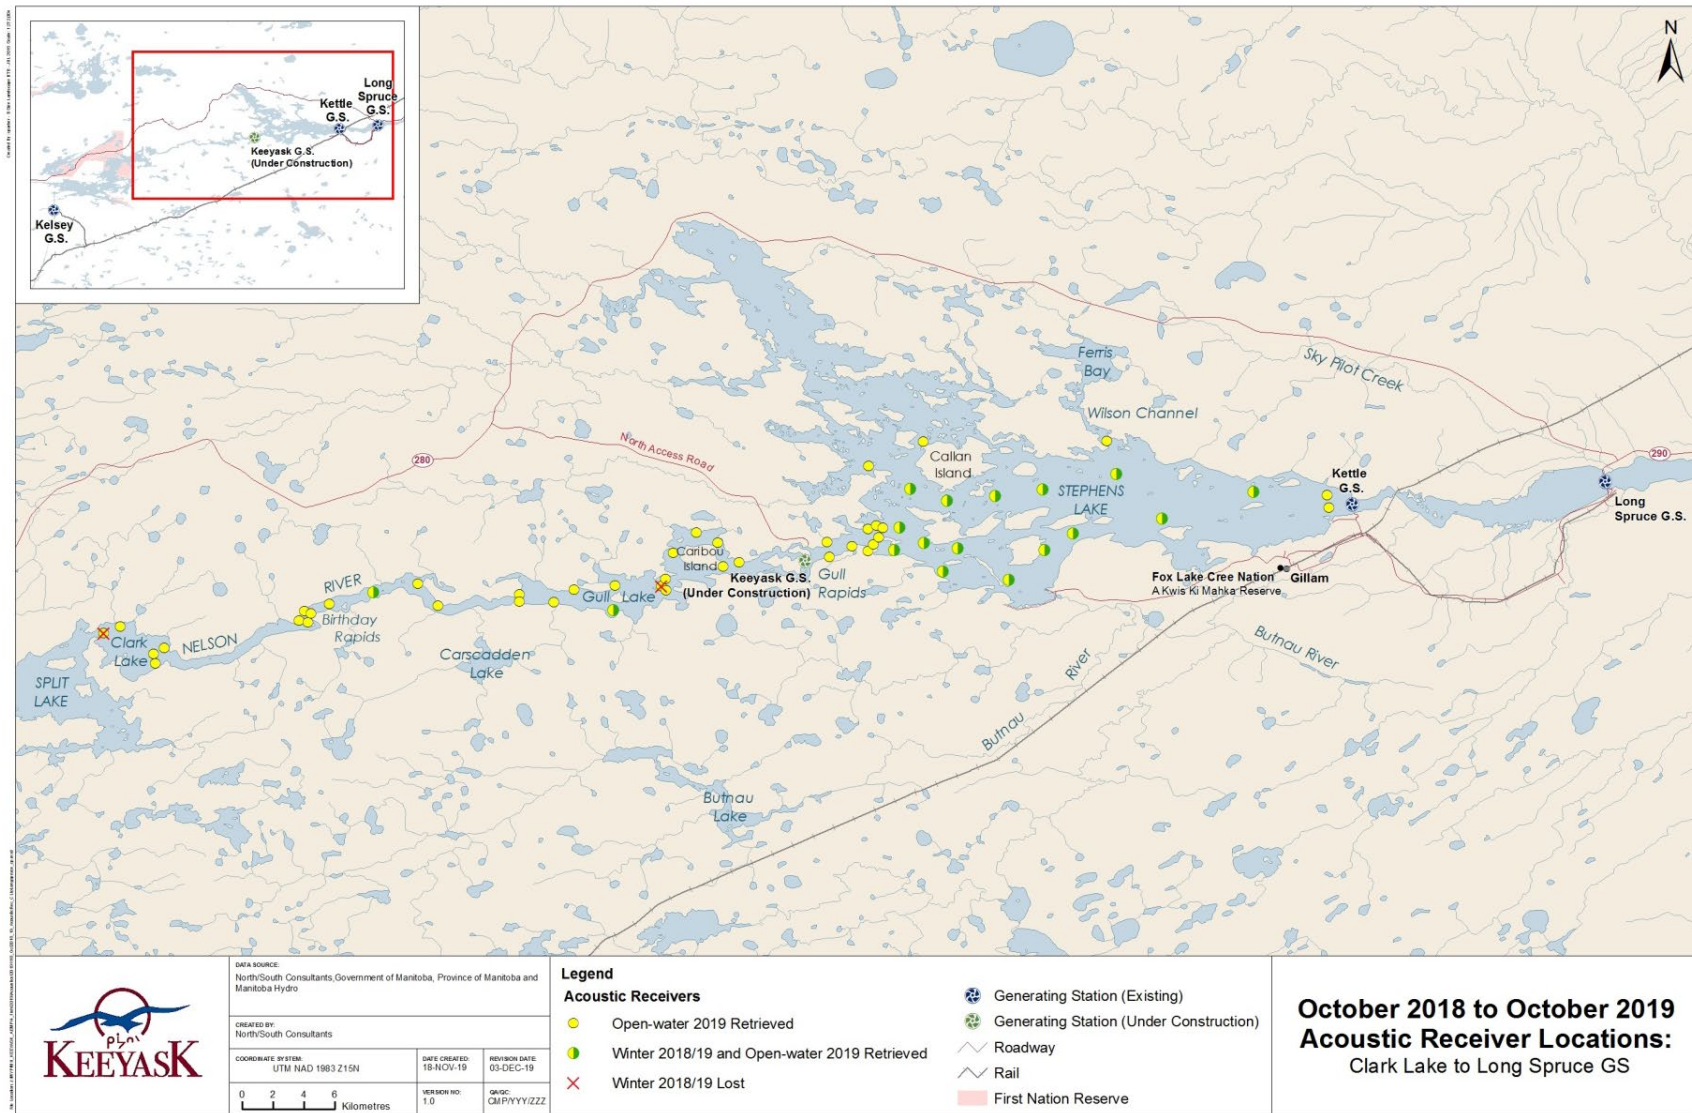 Kelsey
G.S.
Keeyask G.S.
(Under Construction)
Kettle
G.S.
Long
Spruce
G.S.
N
280
North Access Road
Ferris
Bay
Sky Pilot Creek
Wilson Channel
Callan
Island
STEPHENS
LAKE
Kettle
G.S.
290
Long
Spruce G.S.
Caribou
Island
Keeyask G.S.
(Under Construction)
Gull
Rapids
Fox Lake Cree Nation
A Kwis Ki Mahka Reserve
Gillam
RIVER
Gull Lake
Birthday
Rapids
NELSON
Clark
Lake
SPLIT
LAKE
Carscadden
Lake
Butnau River
River
Butnau
Butnau
Lake
KEEYASK
DATA SOURCE:
North/South Consultants,Government of Manitoba, Province of Manitoba and
Manitoba Hydro
CREATED BY:
North/South Consultants
COORDINATE SYSTEM:
UTM NAD 1983 Z15N
DATE CREATED:
18-NOV-19
REVISION DATE:
03-DEC-19
0 2 4 6
Kilometres
VERSION NO:
1.0
QA/QC:
CMP/YYY/ZZZ
Legend
Acoustic Receivers
Open-water 2019 Retrieved
Winter 2018/19 and Open-water 2019 Retrieved
Winter 2018/19 Lost
Generating Station (Existing)
Generating Station (Under Construction)
Roadway
Rail
First Nation Reserve
October 2018 to October 2019
Acoustic Receiver Locations:
Clark Lake to Long Spruce GS